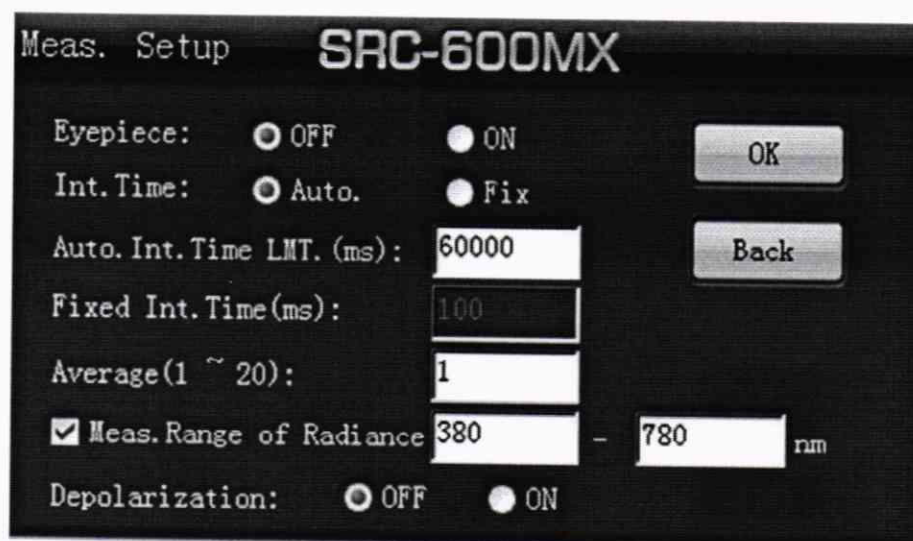 Meas. Setup SRC-600MX
Eyepiece: OFF ON OK
Int.Time: Auto. Fix
Auto.Int.Time LMT.(ms): 60000 Back
Fixed Int.Time(ms): 100
Average(1 ~ 20): 1
Meas.Range of Radiance 380 - 780 nm
Depolarization: OFF ON